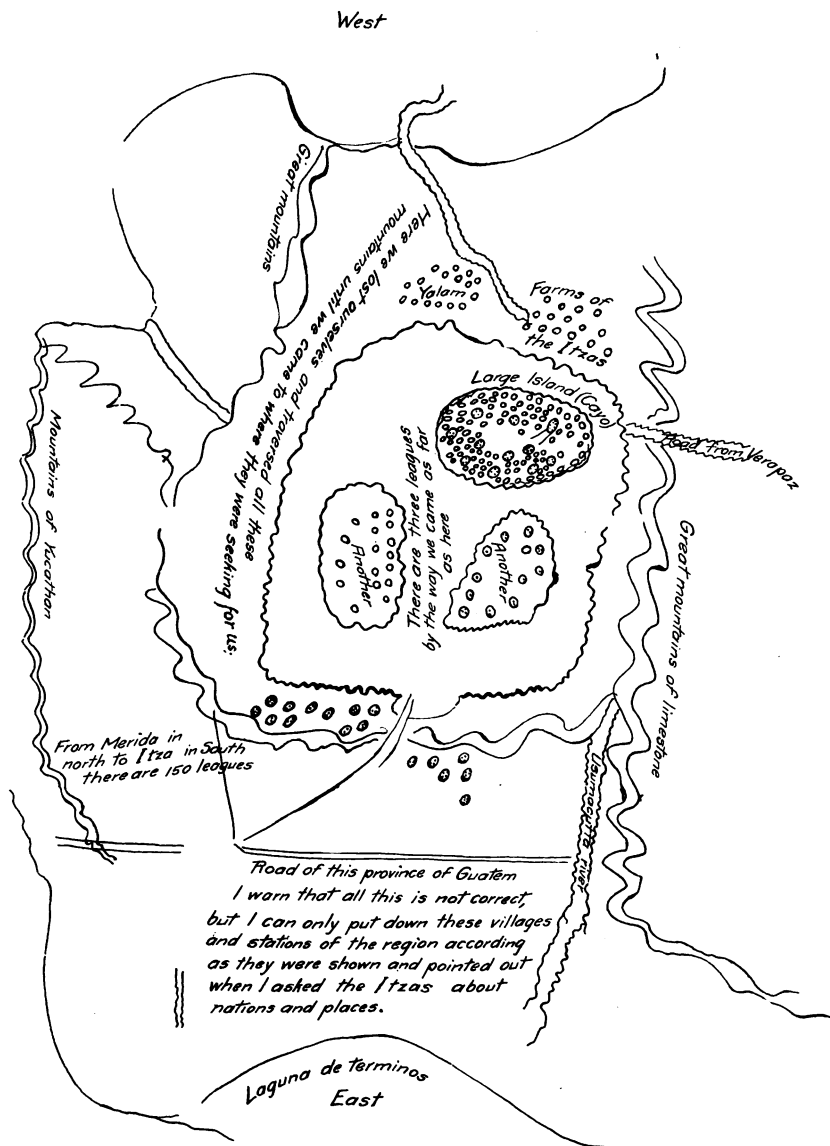 West
Great mountains
Here we lost ourselves and traversed all these
mountains until we came to where they were seeking for us.
Yalam
Farms of
the Itzas
Large Island (Cayo)
Road from Verapaz
There are three leagues
by the way we came as far
as here
Another
Another
Mountains of Yucathan
Great mountains of limestone
From Merida in
north to Itza in South
there are 150 leagues
Usumacinta river
Road of this province of Guatem
I warn that all this is not correct,
but I can only put down these villages
and stations of the region according
as they were shown and pointed out
when I asked the Itzas about
nations and places.
Laguna de Terminos
East